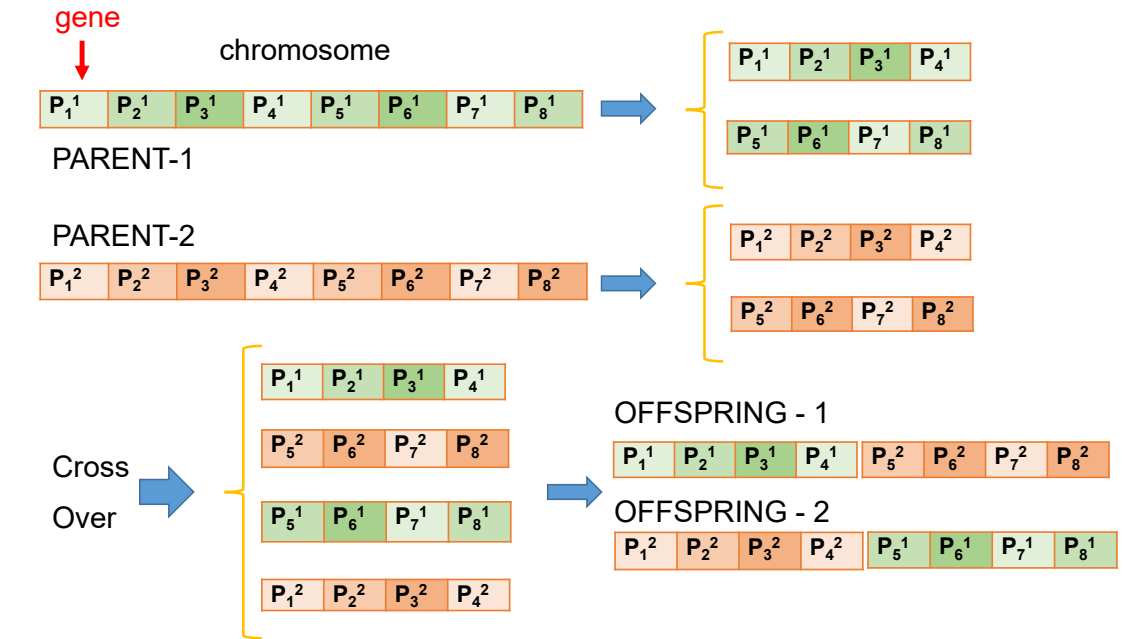 gene
chromosome
P₁¹ P₂¹ P₃¹ P₄¹ P₅¹ P₆¹ P₇¹ P₈¹
PARENT-1
P₁¹ P₂¹ P₃¹ P₄¹
P₅¹ P₆¹ P₇¹ P₈¹
PARENT-2
P₁² P₂² P₃² P₄² P₅² P₆² P₇² P₈²
P₁² P₂² P₃² P₄²
P₅² P₆² P₇² P₈²
Cross
Over
P₁¹ P₂¹ P₃¹ P₄¹
P₅² P₆² P₇² P₈²
P₅¹ P₆¹ P₇¹ P₈¹
P₁² P₂² P₃² P₄²
OFFSPRING - 1
P₁¹ P₂¹ P₃¹ P₄¹ P₅² P₆² P₇² P₈²
OFFSPRING - 2
P₁² P₂² P₃² P₄² P₅¹ P₆¹ P₇¹ P₈¹